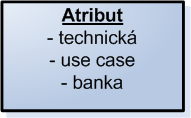 Atribut
- technická
- use case
- banka